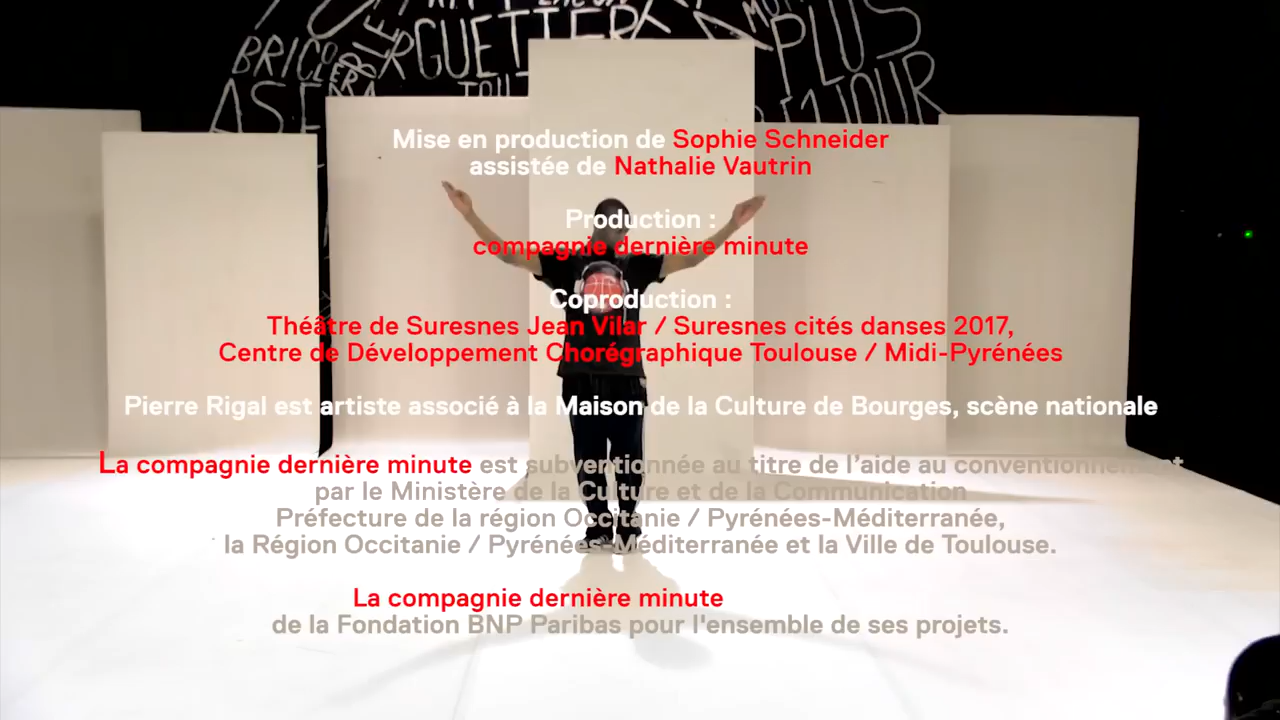 BRICOLER
GUETTER
PLUS
1 JOUR
Mise en production de Sophie Schneider
assistée de Nathalie Vautrin
Production :
compagnie dernière minute
Coproduction :
Théâtre de Suresnes Jean Vilar / Suresnes cités danses 2017,
Centre de Développement Chorégraphique Toulouse / Midi-Pyrénées
Pierre Rigal est artiste associé à la Maison de la Culture de Bourges, scène nationale
La compagnie dernière minute est subventionnée au titre de l’aide au conventionnement
par le Ministère de la Culture et de la Communication
Préfecture de la région Occitanie / Pyrénées-Méditerranée,
la Région Occitanie / Pyrénées-Méditerranée et la Ville de Toulouse.
La compagnie dernière minute
de la Fondation BNP Paribas pour l'ensemble de ses projets.